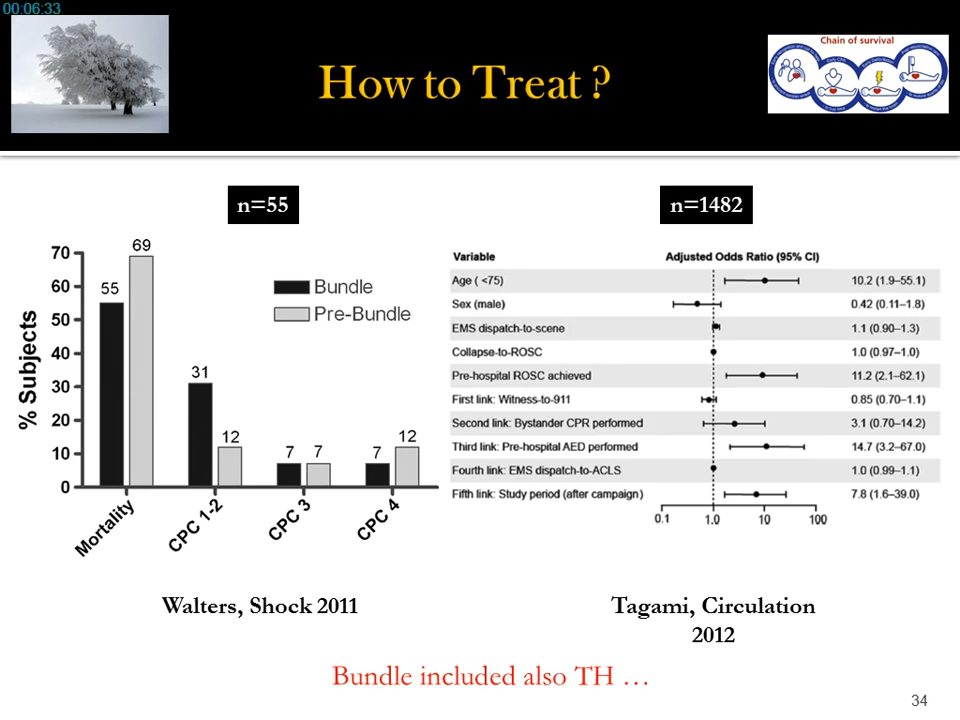 00:06:33
How to Treat ?
Chain of survival
n=55
n=1482
70
60
50
40
30
20
10
0
% Subjects
55
69
31
12
7
7
7
12
Bundle
Pre-Bundle
Mortality
CPC 1-2
CPC 3
CPC 4
Variable Adjusted Odds Ratio (95% CI)
Age ( <75) 10.2 (1.9–55.1)
Sex (male) 0.42 (0.11–1.8)
EMS dispatch-to-scene 1.1 (0.90–1.3)
Collapse-to-ROSC 1.0 (0.97–1.0)
Pre-hospital ROSC achieved 11.2 (2.1–62.1)
First link: Witness-to-911 0.85 (0.70–1.1)
Second link: Bystander CPR performed 3.1 (0.70–14.2)
Third link: Pre-hospital AED performed 14.7 (3.2–67.0)
Fourth link: EMS dispatch-to-ACLS 1.0 (0.99–1.1)
Fifth link: Study period (after campaign) 7.8 (1.6–39.0)
0.1 1.0 10 100
Walters, Shock 2011
Tagami, Circulation
2012
Bundle included also TH …
34